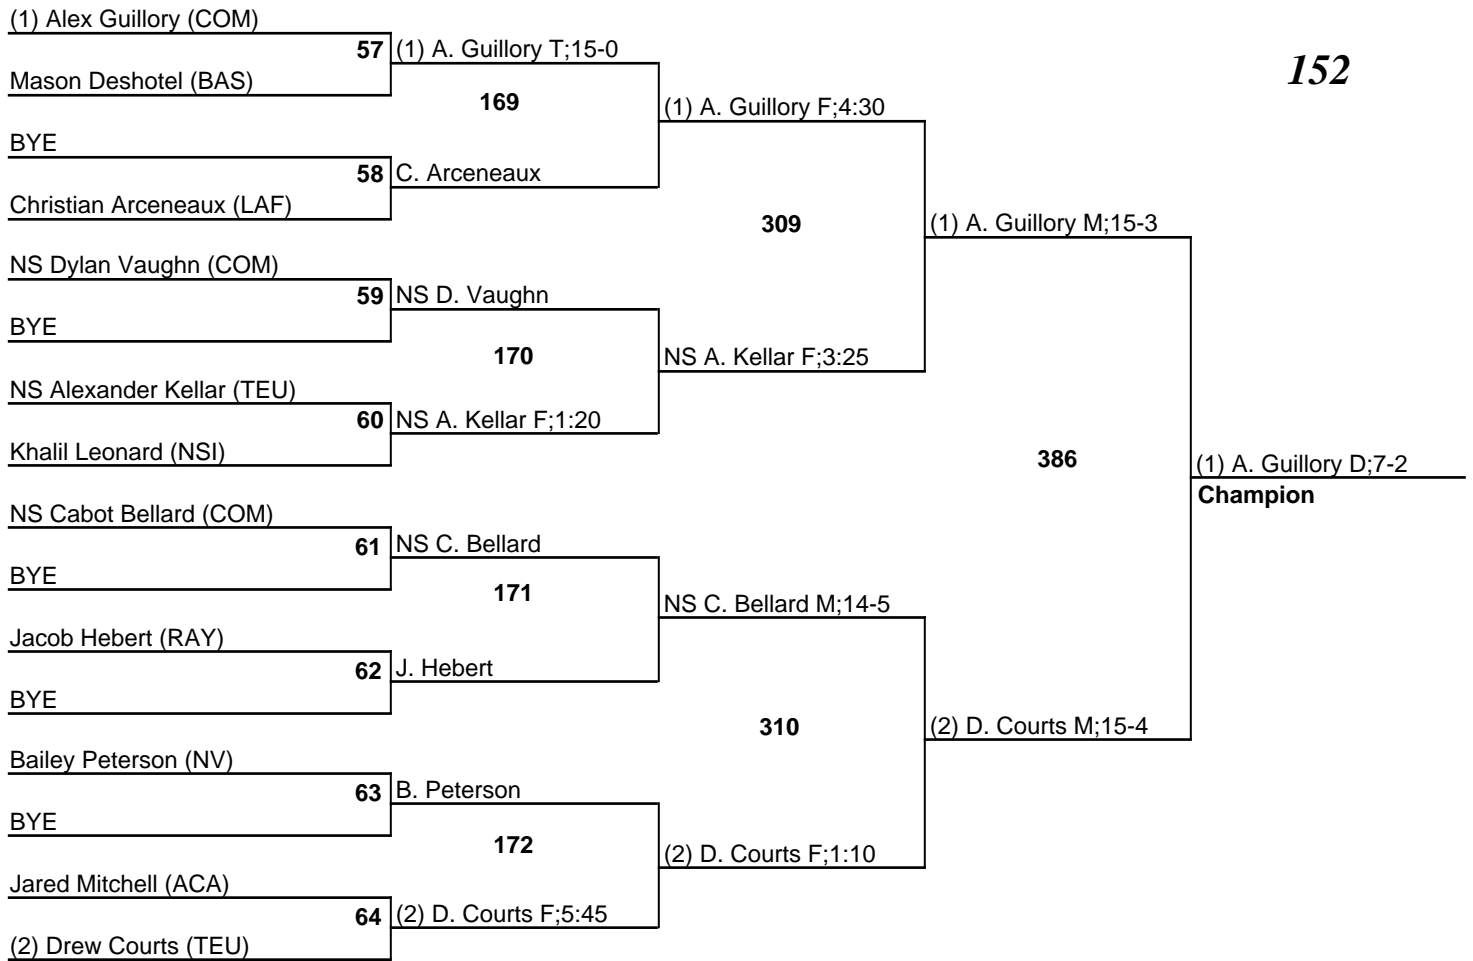 (1) Alex Guillory (COM)
57 (1) A. Guillory T;15-0
152
Mason Deshotel (BAS)
169
(1) A. Guillory F;4:30
BYE
58 C. Arceneaux
Christian Arceneaux (LAF)
309
(1) A. Guillory M;15-3
NS Dylan Vaughn (COM)
59 NS D. Vaughn
BYE
170
NS A. Kellar F;3:25
NS Alexander Kellar (TEU)
60 NS A. Kellar F;1:20
Khalil Leonard (NSI)
386
(1) A. Guillory D;7-2
Champion
NS Cabot Bellard (COM)
61 NS C. Bellard
BYE
171
NS C. Bellard M;14-5
Jacob Hebert (RAY)
62 J. Hebert
BYE
310
(2) D. Courts M;15-4
Bailey Peterson (NV)
63 B. Peterson
BYE
172
(2) D. Courts F;1:10
Jared Mitchell (ACA)
64 (2) D. Courts F;5:45
(2) Drew Courts (TEU)